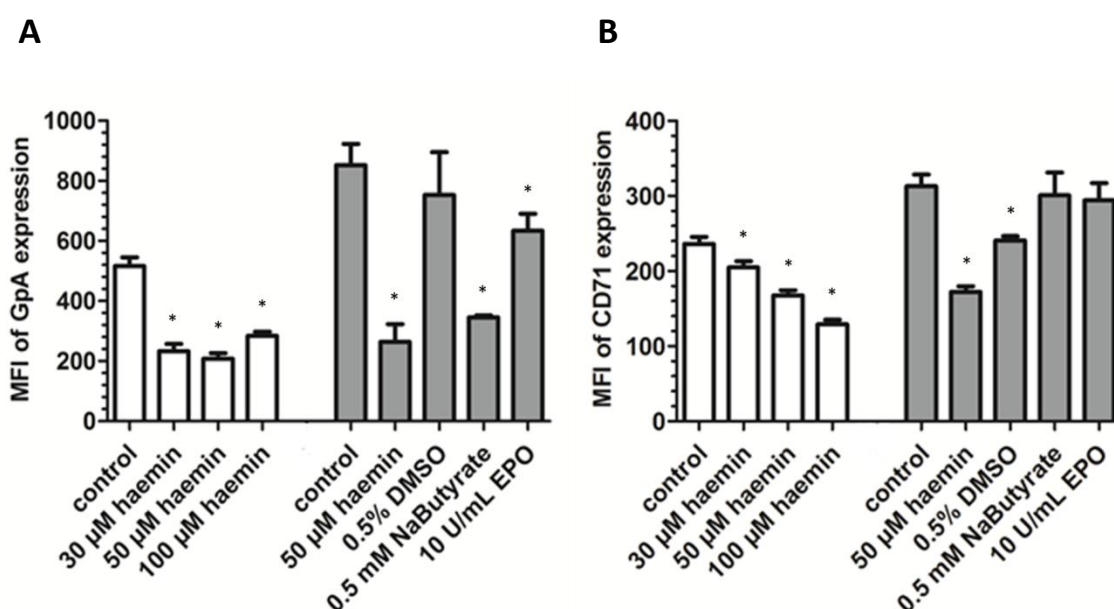 A
B
MFI of GpA expression
1000
800
600
400
200
0
*
*
*
*
*
*
control
30 µM haemin
50 µM haemin
100 µM haemin
control
50 µM haemin
0.5% DMSO
0.5 mM NaButyrate
10 U/mL EPO
MFI of CD71 expression
400
300
200
100
0
*
*
*
*
*
control
30 µM haemin
50 µM haemin
100 µM haemin
control
50 µM haemin
0.5% DMSO
0.5 mM NaButyrate
10 U/mL EPO